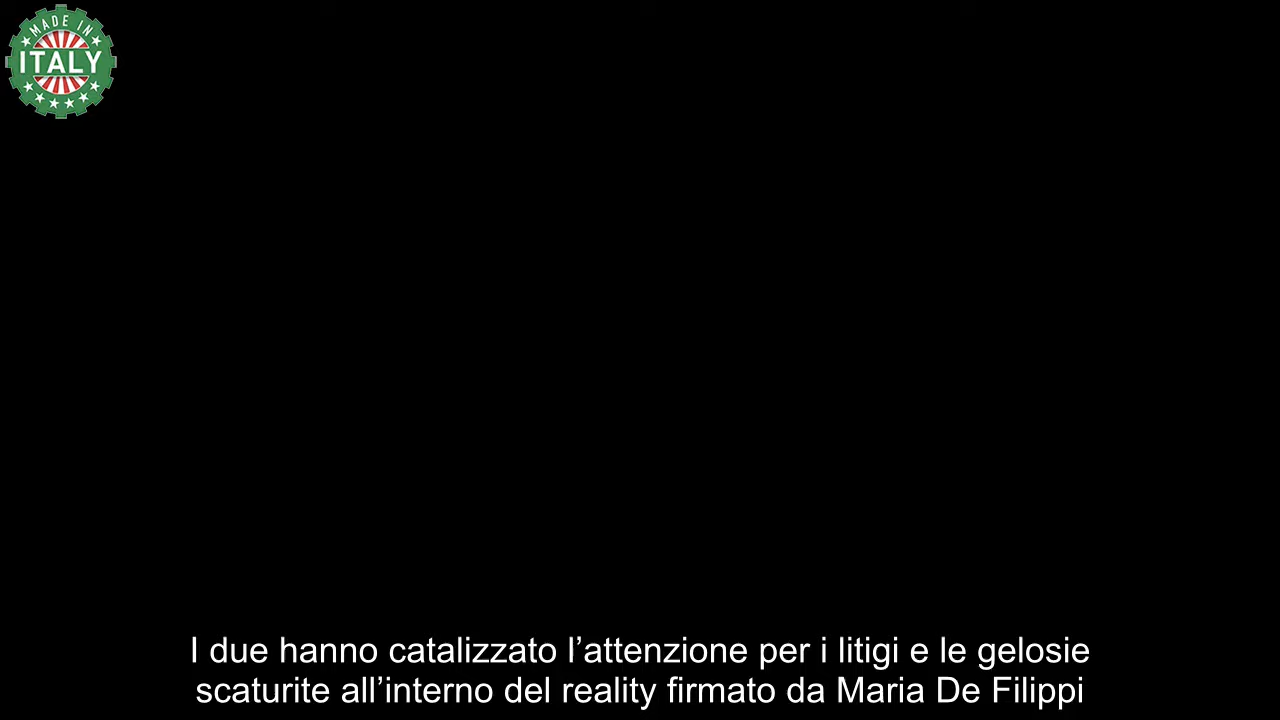 MADE IN
ITALY
I due hanno catalizzato l’attenzione per i litigi e le gelosie
scaturite all’interno del reality firmato da Maria De Filippi